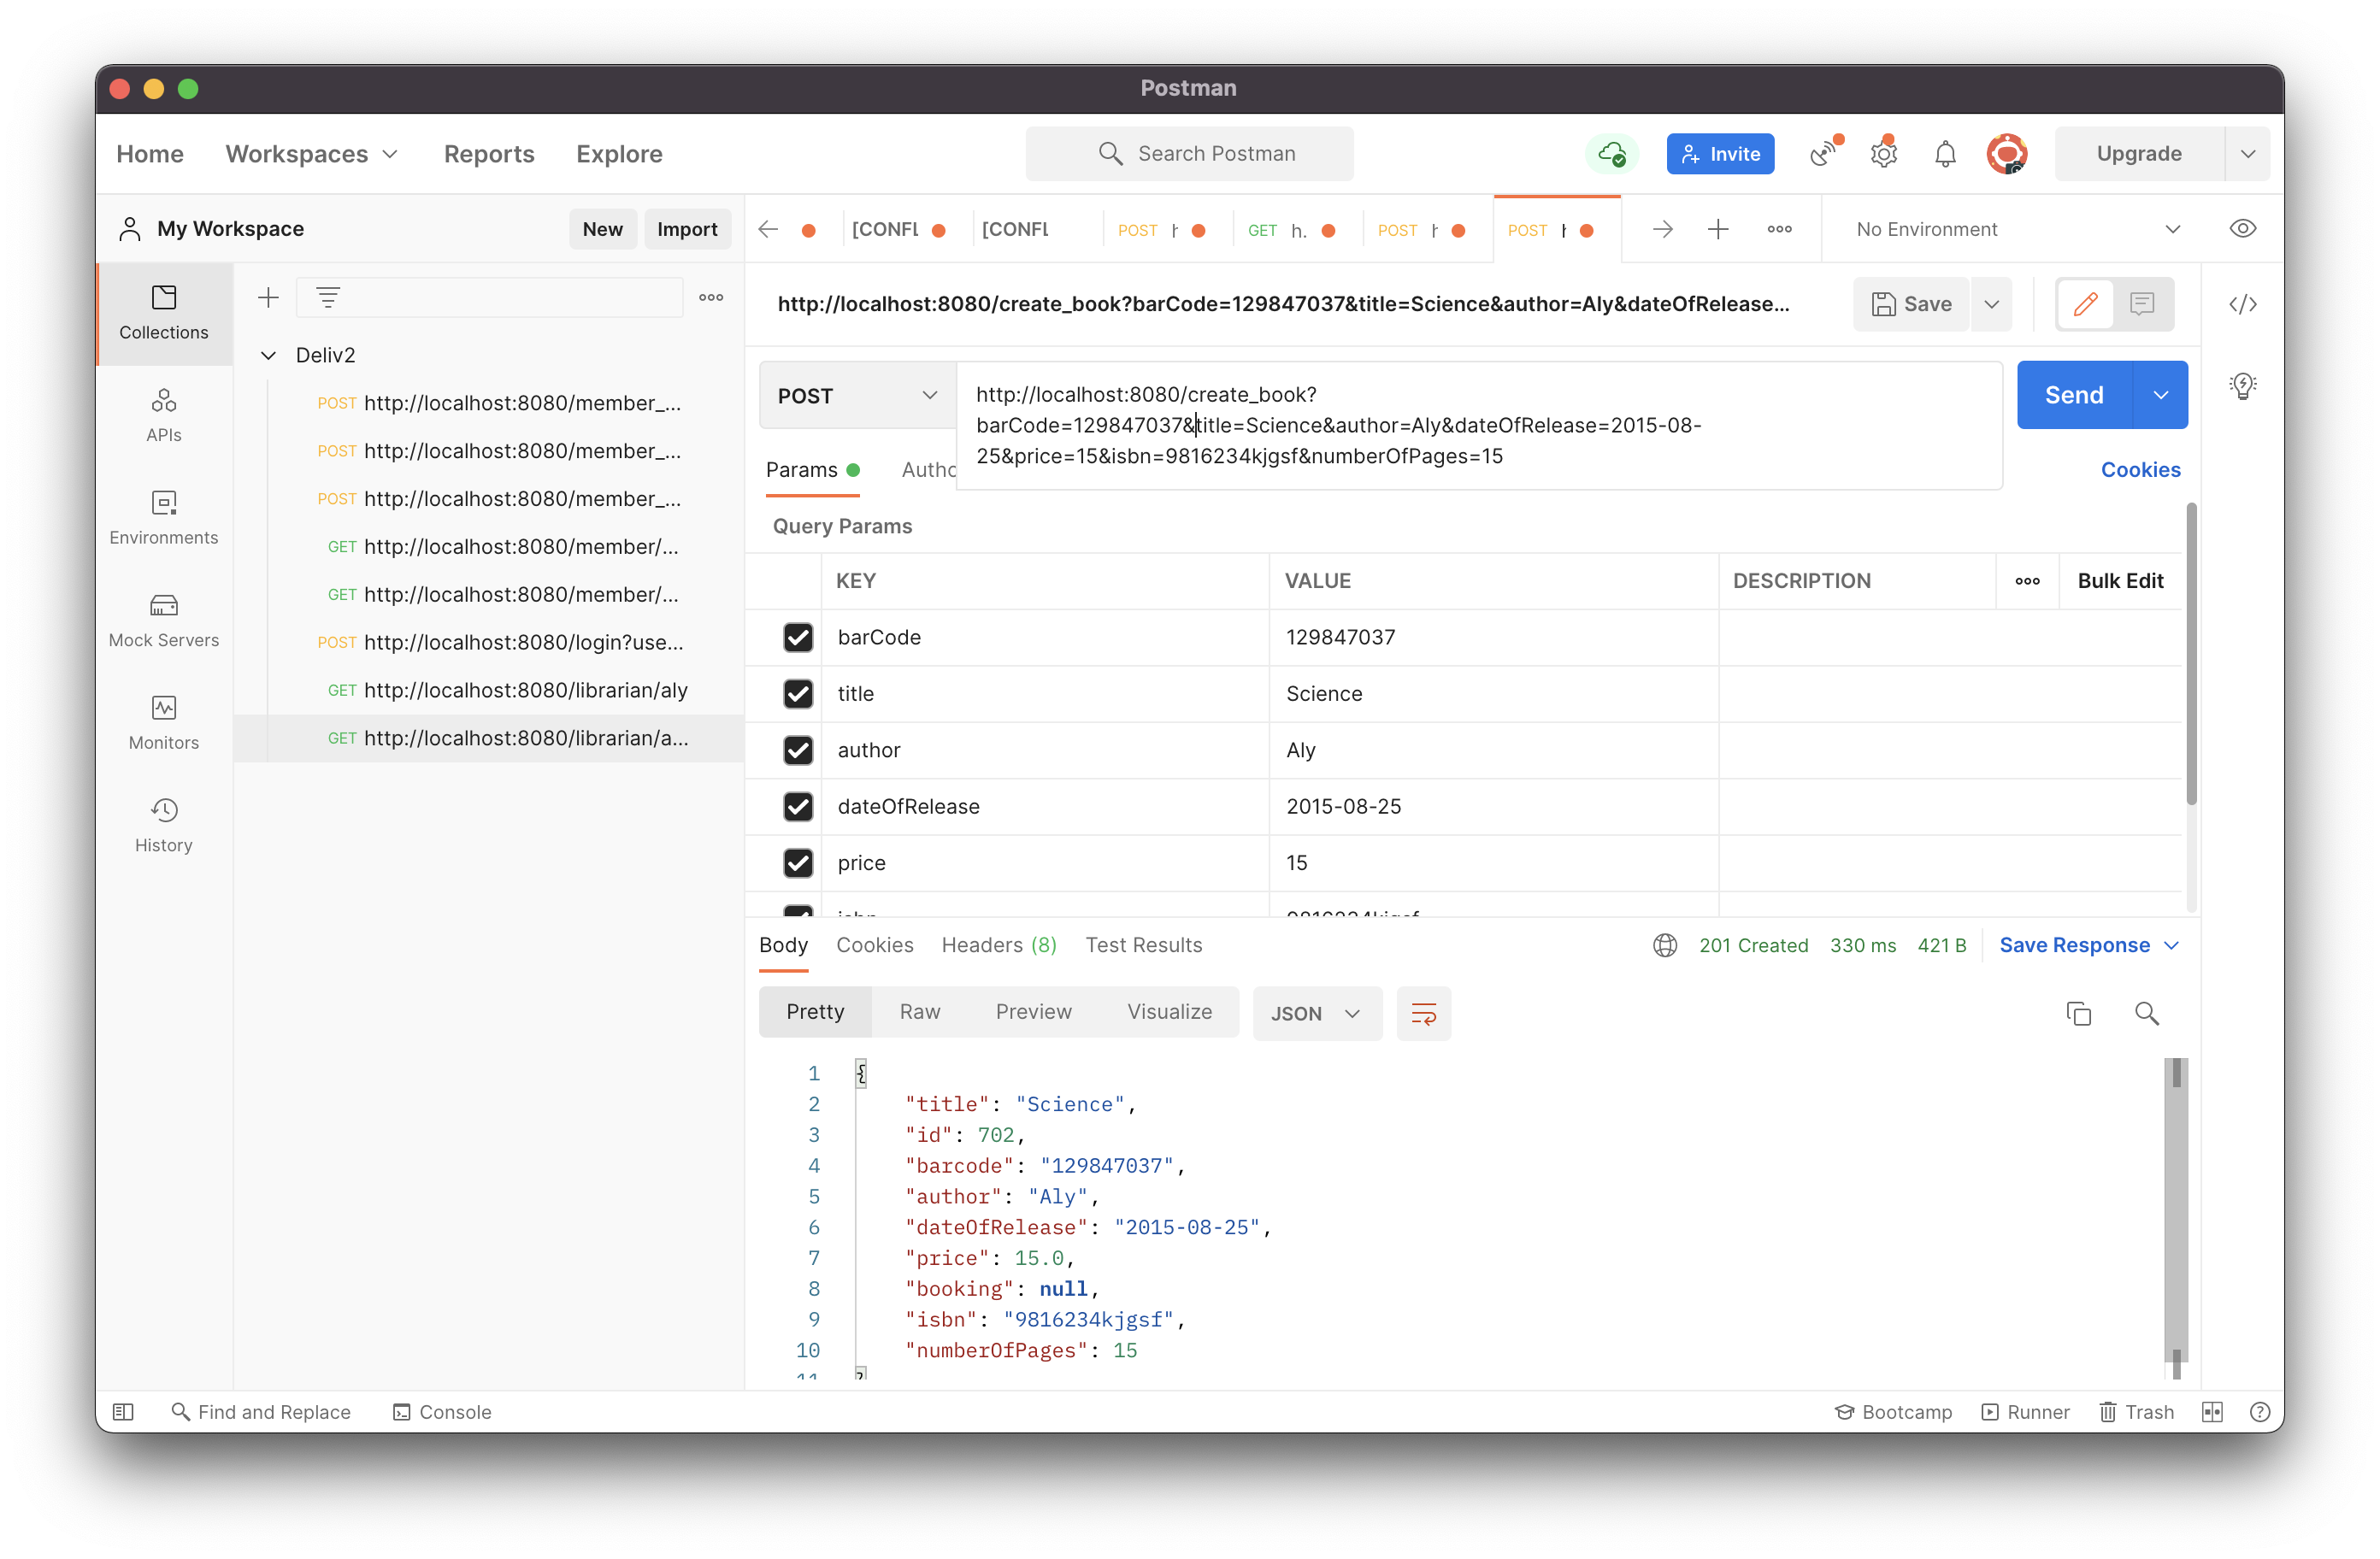 Postman
Home Workspaces Reports Explore Search Postman Invite Upgrade
My Workspace New Import [CONFL [CONFL POST GET h. POST POST No Environment
Collections
APIs
Environments
Mock Servers
Monitors
History
Deliv2
POST http://localhost:8080/member_...
POST http://localhost:8080/member_...
POST http://localhost:8080/member_...
GET http://localhost:8080/member/...
GET http://localhost:8080/member/...
POST http://localhost:8080/login?use...
GET http://localhost:8080/librarian/aly
GET http://localhost:8080/librarian/a...
http://localhost:8080/create_book?barCode=129847037&title=Science&author=Aly&dateOfRelease... Save
POST http://localhost:8080/create_book?
barCode=129847037&title=Science&author=Aly&dateOfRelease=2015-08-
25&price=15&isbn=9816234kjgsf&numberOfPages=15
Send
Params Autho Cookies
Query Params
KEY VALUE DESCRIPTION Bulk Edit
barCode 129847037
title Science
author Aly
dateOfRelease 2015-08-25
price 15
isbn 9816234kjgsf
Body Cookies Headers (8) Test Results 201 Created 330 ms 421 B Save Response
Pretty Raw Preview Visualize JSON
1 {
2 "title": "Science",
3 "id": 702,
4 "barcode": "129847037",
5 "author": "Aly",
6 "dateOfRelease": "2015-08-25",
7 "price": 15.0,
8 "booking": null,
9 "isbn": "9816234kjgsf",
10 "numberOfPages": 15
11 }
Find and Replace Console Bootcamp Runner Trash